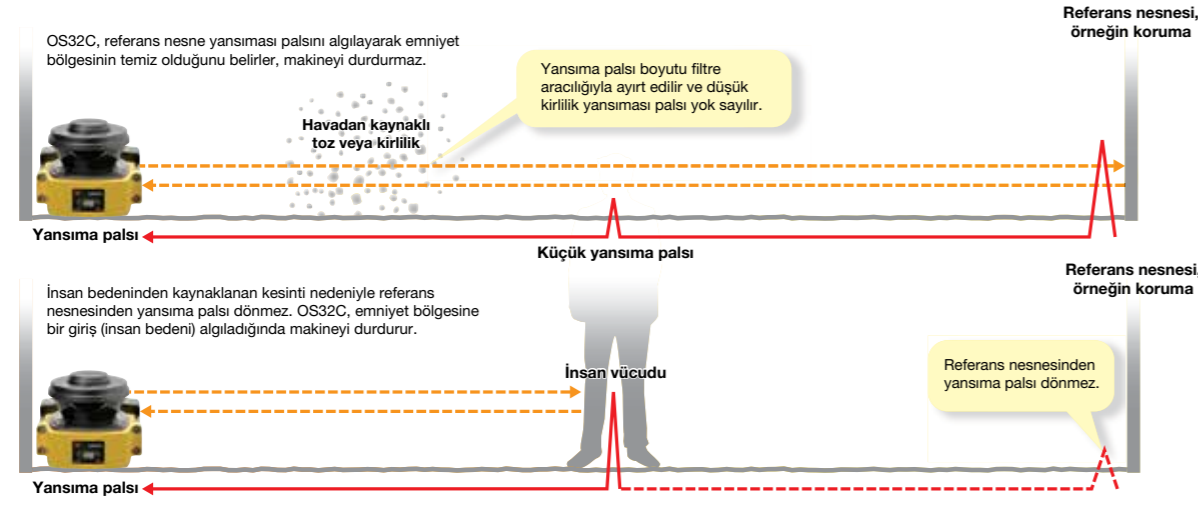 Referans nesnesi,
örneğin koruma
OS32C, referans nesne yansıması palsını algılayarak emniyet
bölgesinin temiz olduğunu belirler, makineyi durdurmaz.
Yansıma palsı boyutu filtre
aracılığıyla ayırt edilir ve düşük
kirlilik yansıması palsı yok sayılır.
Havadan kaynaklı
toz veya kirlilik
Yansıma palsı
Küçük yansıma palsı
Referans nesnesi,
örneğin koruma
İnsan bedeninden kaynaklanan kesinti nedeniyle referans
nesnesinden yansıma palsı dönmez. OS32C, emniyet bölgesine
bir giriş (insan bedeni) algıladığında makineyi durdurur.
İnsan vücudu
Referans nesnesinden
yansıma palsı dönmez.
Yansıma palsı